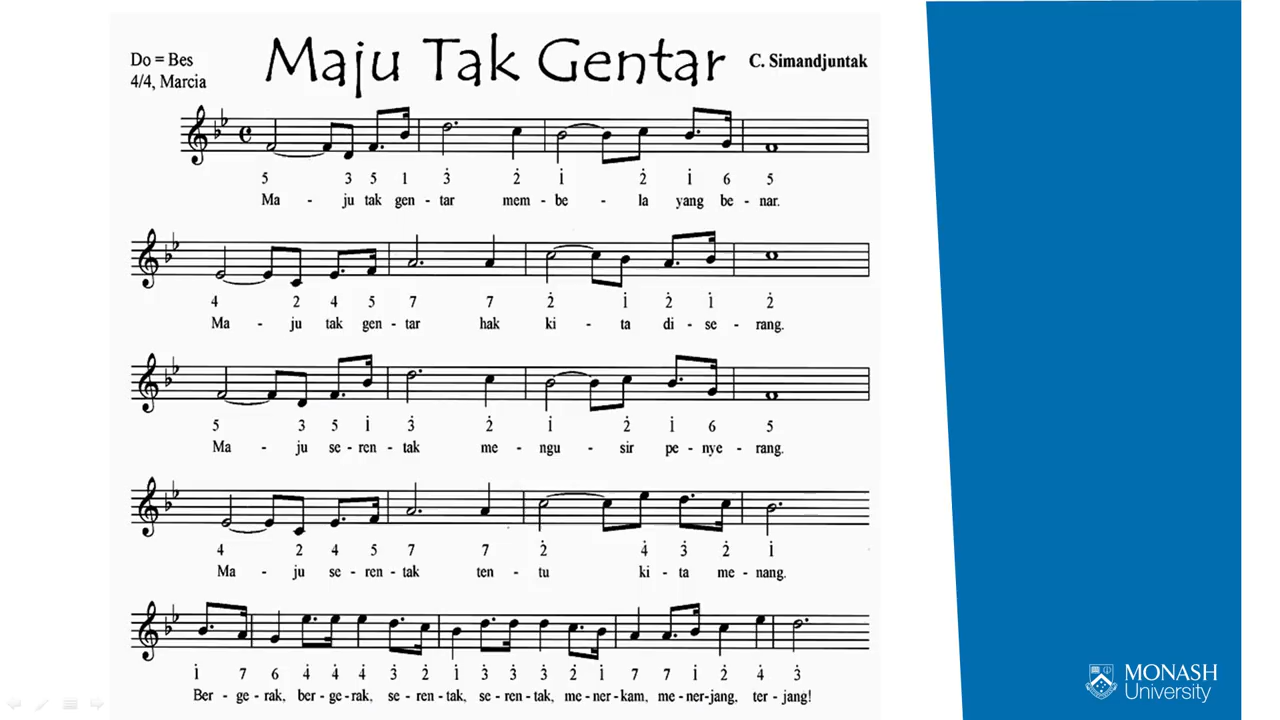 Maju Tak Gentar
Do = Bes
4/4, Marcia
C. Simandjuntak
5 3 5 1 3̇ 2̇ 1̇ 2̇ 1̇ 6 5
Ma - ju tak gen - tar mem - be - la yang be - nar.
4 2 4 5 7 7 2̇ 1̇ 2̇ 1̇ 2̇
Ma - ju tak gen - tar hak ki - ta di - se - rang.
5 3 5 1̇ 3̇ 2̇ 1̇ 2̇ 1̇ 6 5
Ma - ju se - ren - tak me - ngu - sir pe - nye - rang.
4 2 4 5 7 7 2̇ 4̇ 3̇ 2̇ 1̇
Ma - ju se - ren - tak ten - tu ki - ta me - nang.
1̇ 7 6 4̇ 4̇ 4̇ 3̇ 2̇ 1̇ 3̇ 3̇ 3̇ 2̇ 1̇ 7 7 1̇ 2̇ 4̇ 3̇
Ber - ge - rak, ber - ge - rak, se - ren - tak, se - ren - tak, me - ner - kam, me - ner - jang. ter - jang!
MONASH
University